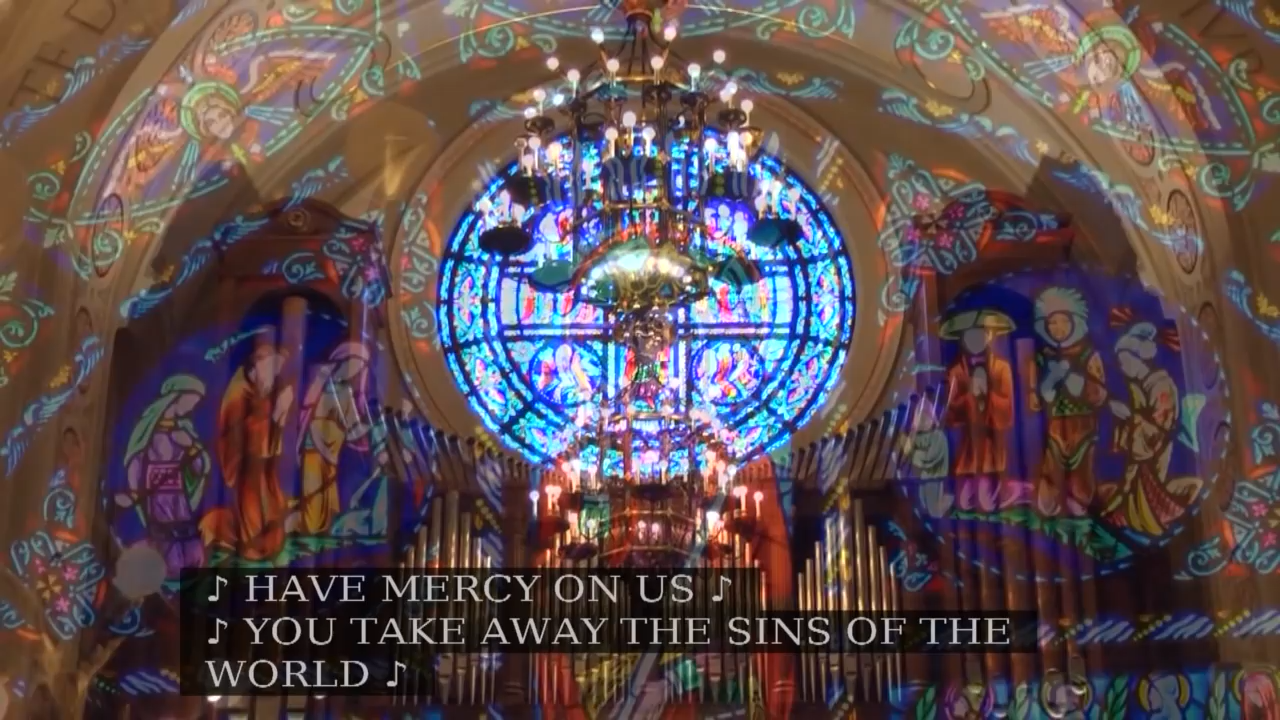 ♪ HAVE MERCY ON US ♪
♪ YOU TAKE AWAY THE SINS OF THE
WORLD ♪